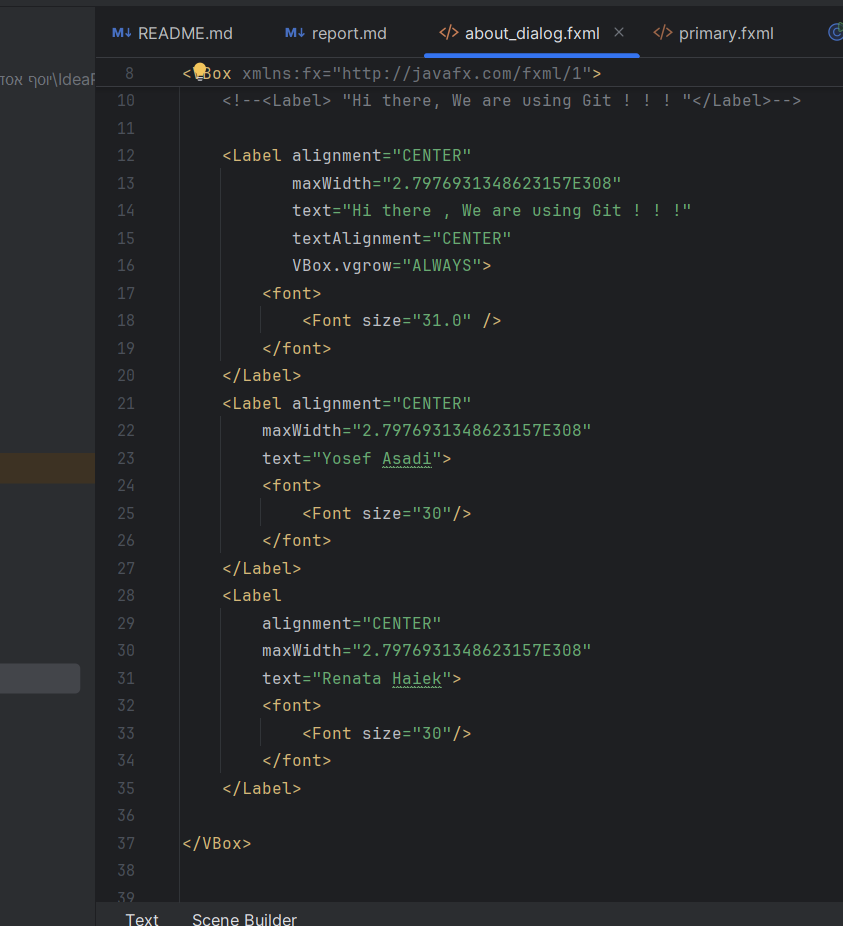 README.md
report.md
about_dialog.fxml
primary.fxml
יוסף אסד\IdeaP
8 <VBox xmlns:fx="http://javafx.com/fxml/1">
10 <!--<Label> "Hi there, We are using Git ! ! ! "</Label>-->
11
12 <Label alignment="CENTER"
13 maxWidth="2.7976931348623157E308"
14 text="Hi there , We are using Git ! ! !"
15 textAlignment="CENTER"
16 VBox.vgrow="ALWAYS">
17 <font>
18 <Font size="31.0" />
19 </font>
20 </Label>
21 <Label alignment="CENTER"
22 maxWidth="2.7976931348623157E308"
23 text="Yosef Asadi">
24 <font>
25 <Font size="30"/>
26 </font>
27 </Label>
28 <Label
29 alignment="CENTER"
30 maxWidth="2.7976931348623157E308"
31 text="Renata Haiek">
32 <font>
33 <Font size="30"/>
34 </font>
35 </Label>
36
37 </VBox>
38
39
Text Scene Builder